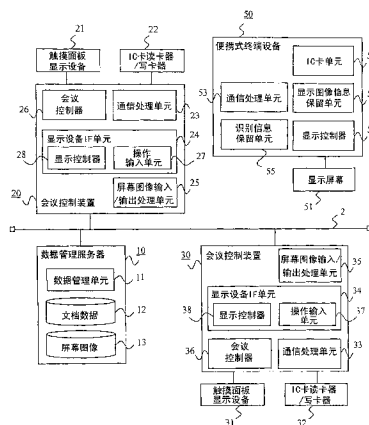 21
触摸面板
显示设备
22
IC卡读卡器
/写卡器
会议
控制器
26
通信处理单元
23
显示设备IF单元
24
28
显示控制器
操作
输入单元
27
20
会议控制装置
屏幕图像输入
/输出处理单元
25
50
便携式终端设备
IC卡单元
53
通信处理单元
显示图像信息
保留单元
识别信息
保留单元
55
显示控制器
显示屏幕
51
2
数据管理服务器
10
数据管理单元
11
文档数据
12
屏幕图像
13
30
会议控制装置
屏幕图像输入/
输出处理单元
35
显示设备IF单元
34
38
显示控制器
操作输入
单元
37
36
会议
控制器
通信处理单元
33
触摸面板
显示设备
31
IC卡读卡器
/写卡器
32